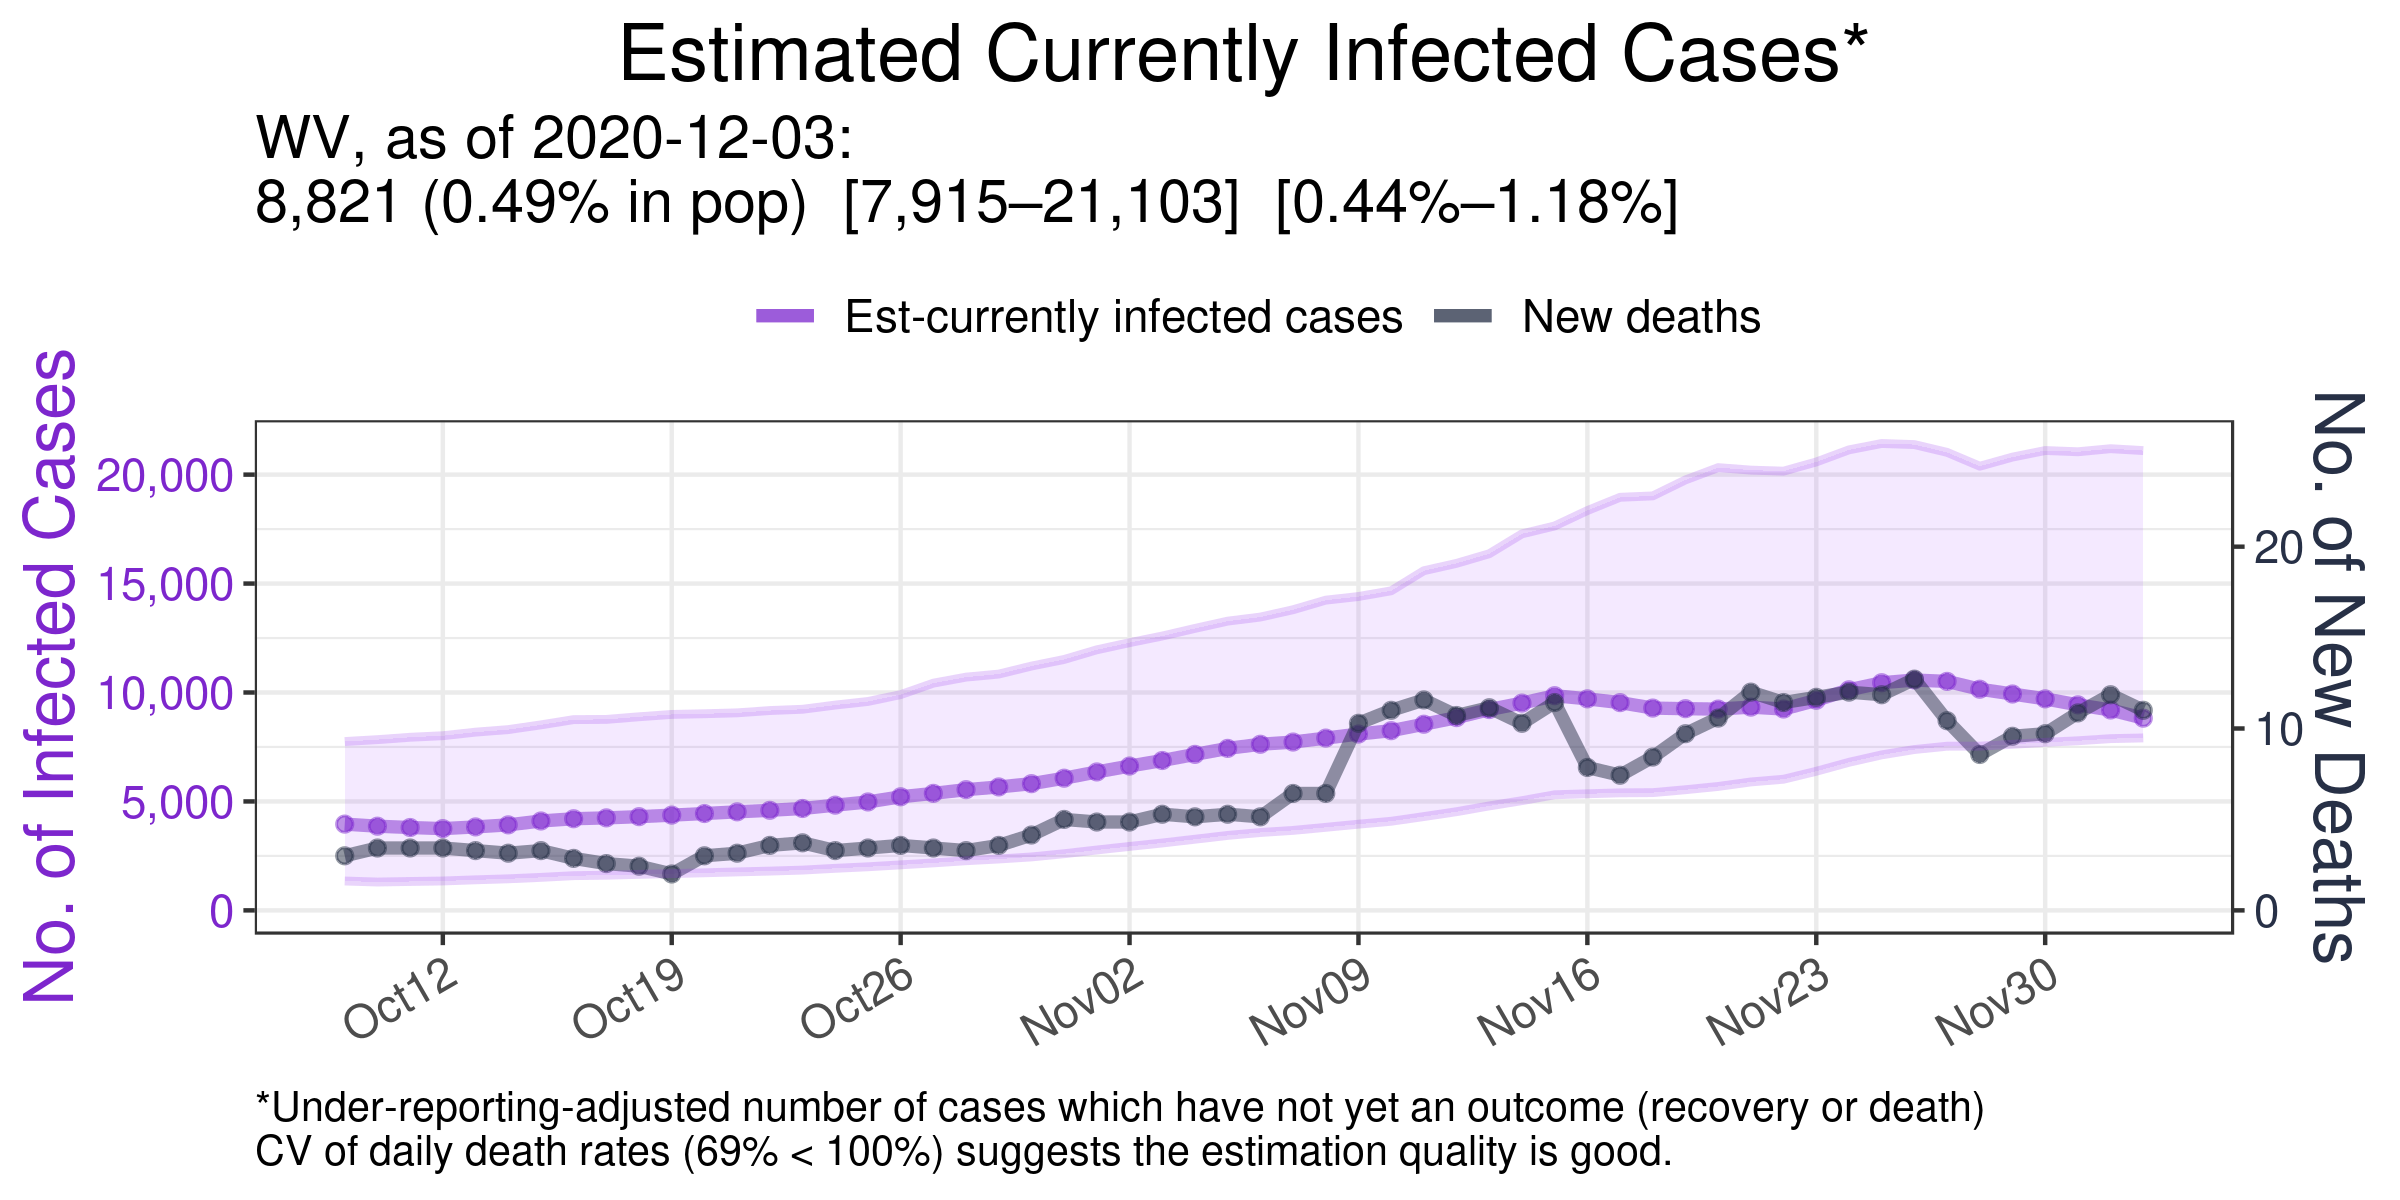 Estimated Currently Infected Cases*
WV, as of 2020-12-03:
8,821 (0.49% in pop)  [7,915–21,103]  [0.44%–1.18%]
Est-currently infected cases
New deaths
No. of Infected Cases
20,000
15,000
10,000
5,000
0
20
10
0
No. of New Deaths
Oct12
Oct19
Oct26
Nov02
Nov09
Nov16
Nov23
Nov30
*Under-reporting-adjusted number of cases which have not yet an outcome (recovery or death)
CV of daily death rates (69% < 100%) suggests the estimation quality is good.